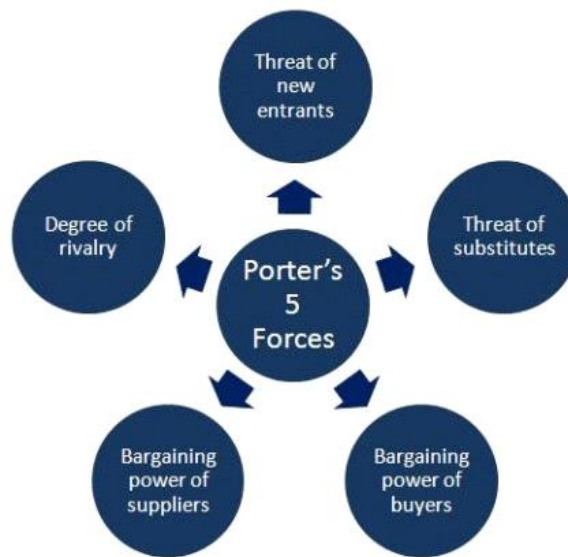 Threat of
new
entrants
Degree of
rivalry
Threat of
substitutes
Porter's
5
Forces
Bargaining
power of
suppliers
Bargaining
power of
buyers